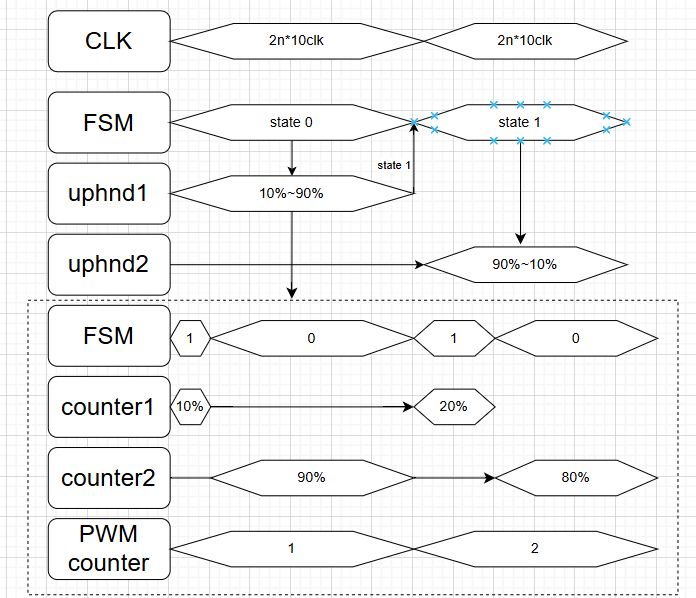 CLK
2n*10clk
2n*10clk
FSM
state 0
state 1
state 1
uphnd1
10%~90%
uphnd2
90%~10%
FSM
1
0
1
0
counter1
10%
20%
counter2
90%
80%
PWM
counter
1
2